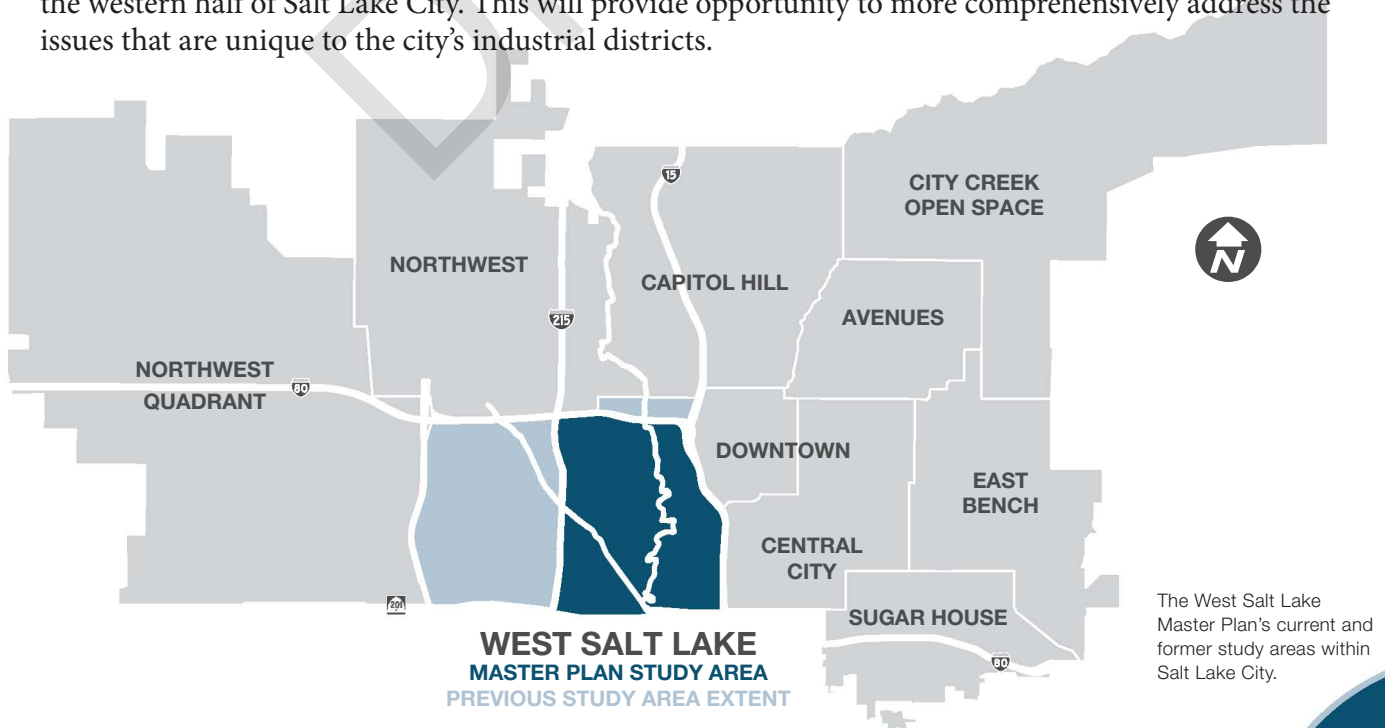 the western half of Salt Lake City. This will provide opportunity to more comprehensively address the
issues that are unique to the city’s industrial districts.
15
CITY CREEK
OPEN SPACE
N
NORTHWEST
CAPITOL HILL
215
AVENUES
NORTHWEST
80
QUADRANT
DOWNTOWN
EAST
BENCH
CENTRAL
CITY
201
SUGAR HOUSE
80
WEST SALT LAKE
MASTER PLAN STUDY AREA
PREVIOUS STUDY AREA EXTENT
The West Salt Lake
Master Plan’s current and
former study areas within
Salt Lake City.